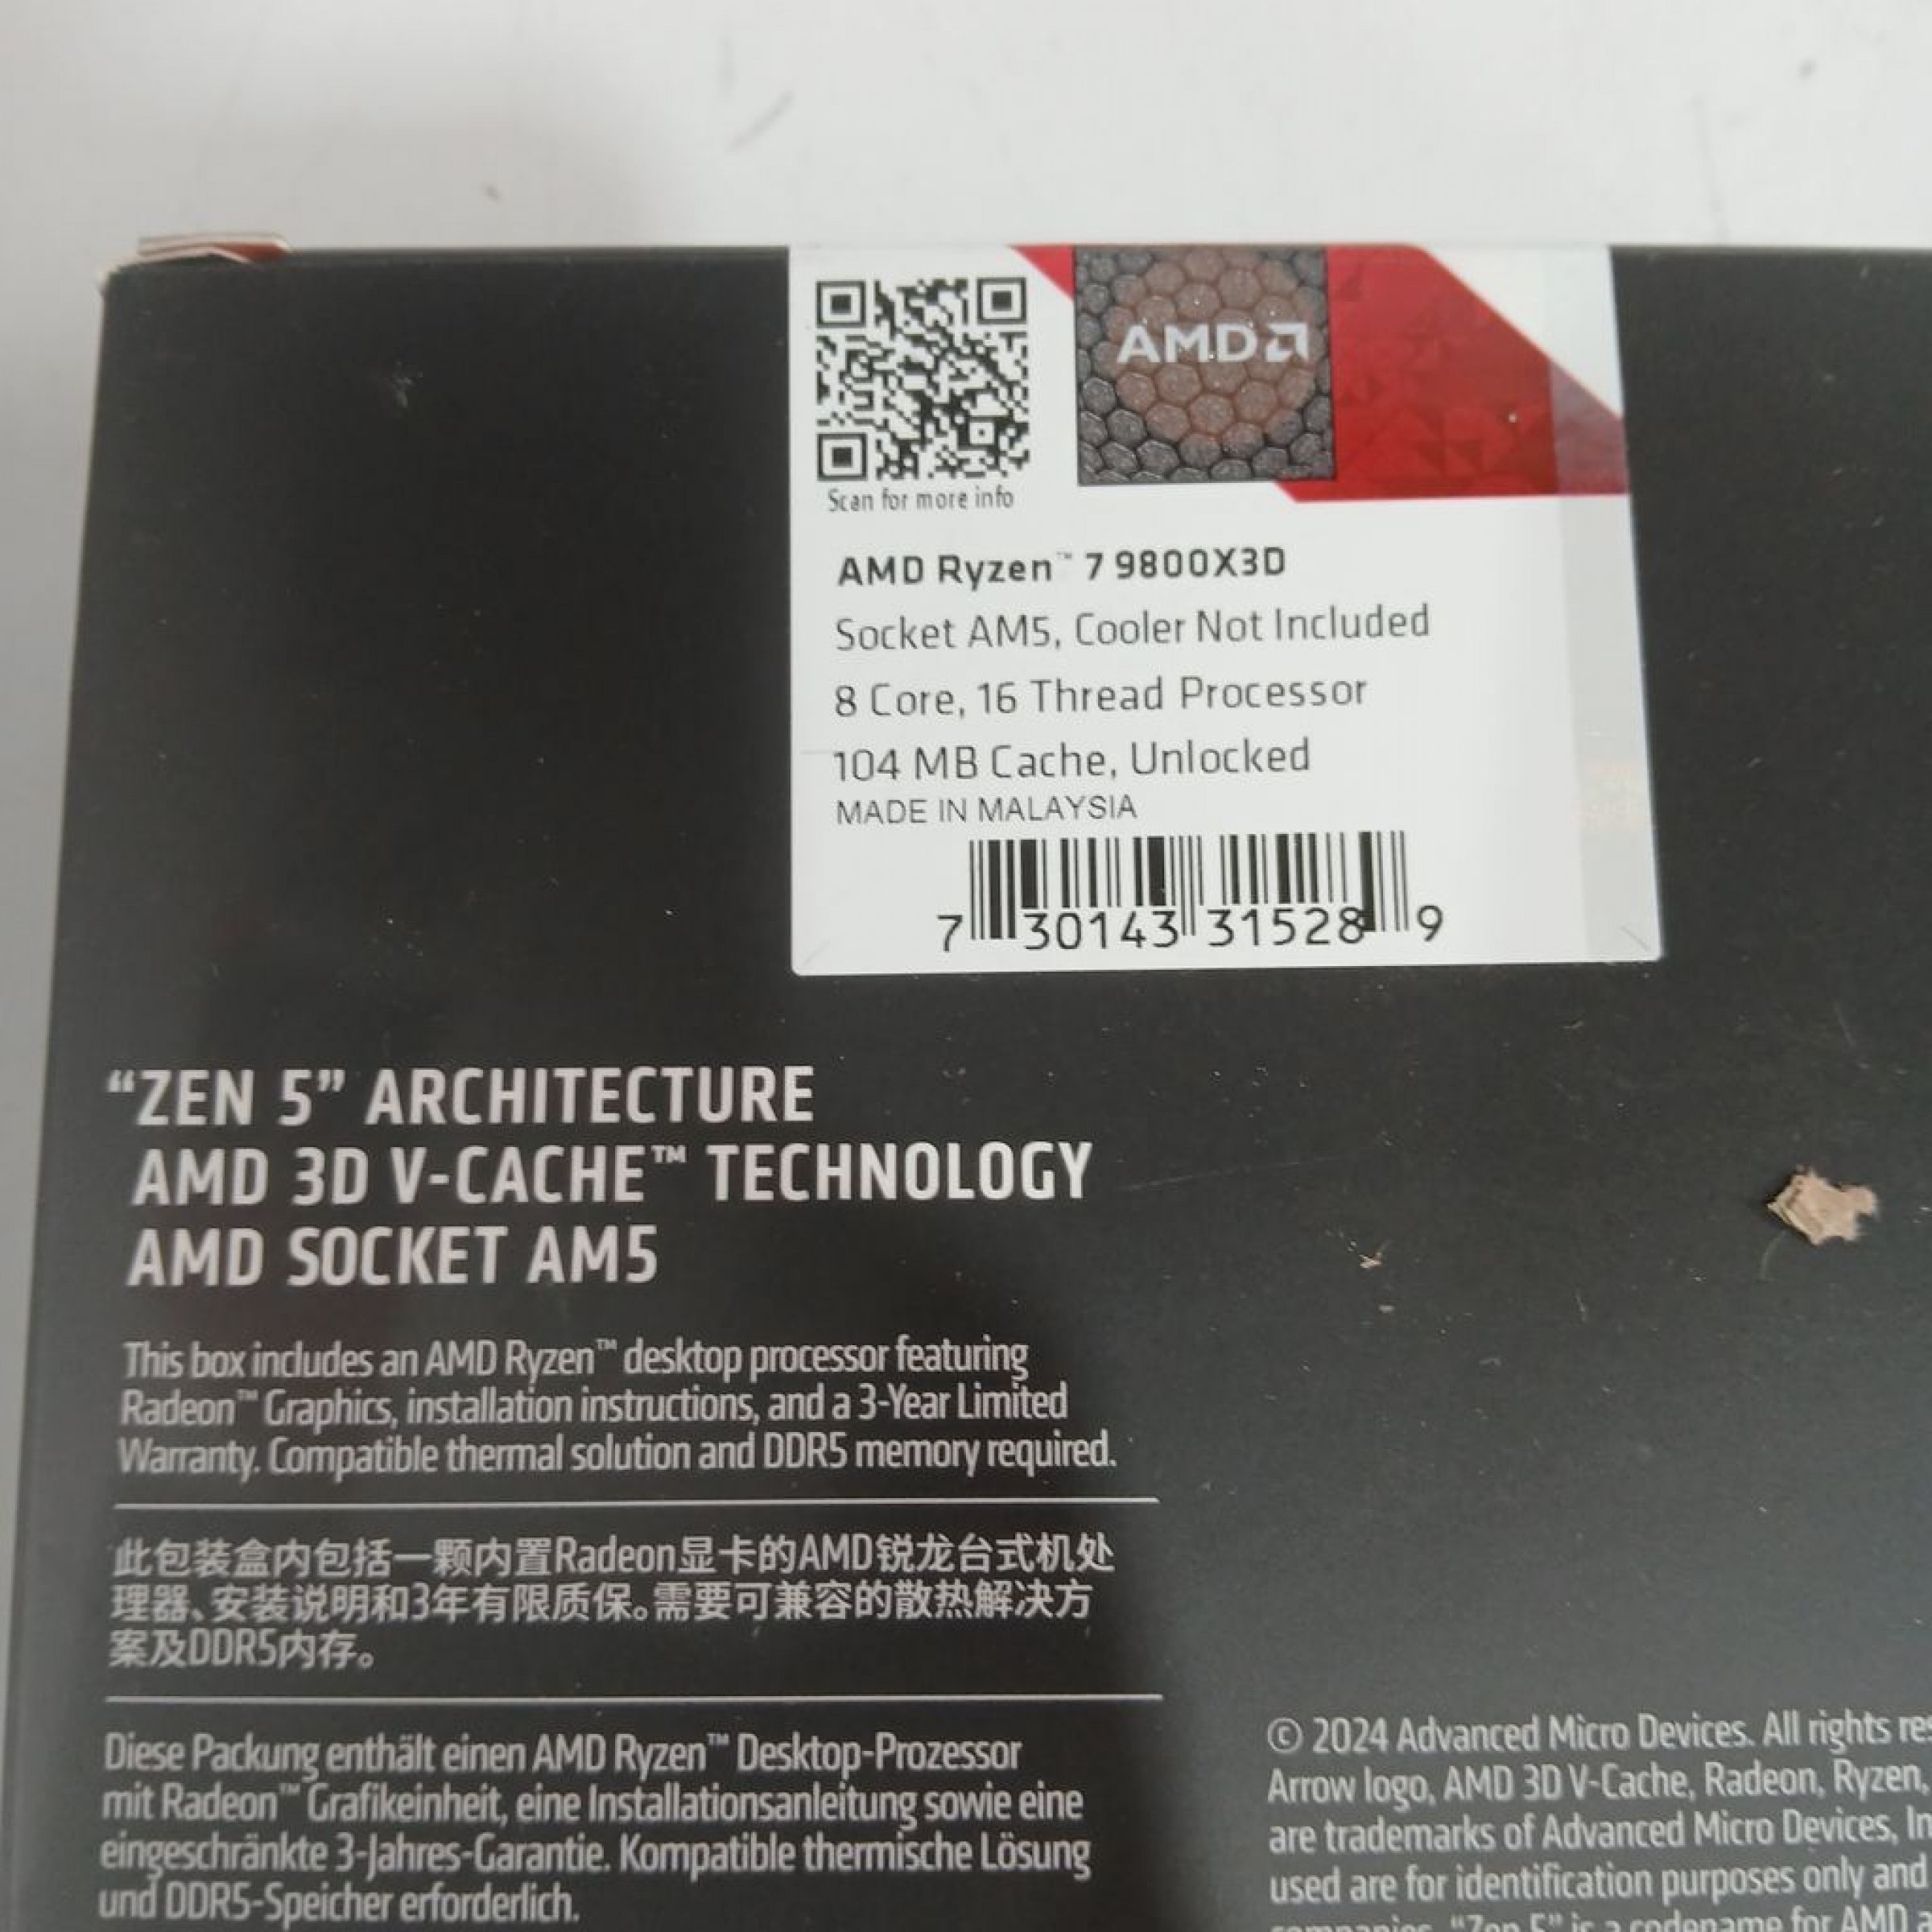 Scan for more info
AMD
AMD Ryzen™ 7 9800X3D
Socket AM5, Cooler Not Included
8 Core, 16 Thread Processor
104 MB Cache, Unlocked
MADE IN MALAYSIA
7 30143 31528 9
“ZEN 5” ARCHITECTURE
AMD 3D V-CACHE™ TECHNOLOGY
AMD SOCKET AM5
This box includes an AMD Ryzen™ desktop processor featuring
Radeon™ Graphics, installation instructions, and a 3-Year Limited
Warranty. Compatible thermal solution and DDR5 memory required.
此包装盒内包括一颗内置Radeon显卡的AMD锐龙台式机处
理器、安装说明和3年有限质保。需要可兼容的散热解决方
案及DDR5内存。
Diese Packung enthält einen AMD Ryzen™ Desktop-Prozessor
mit Radeon™ Grafikeinheit, eine Installationsanleitung sowie eine
eingeschränkte 3-Jahres-Garantie. Kompatible thermische Lösung
und DDR5-Speicher erforderlich.
© 2024 Advanced Micro Devices. All rights
Arrow logo, AMD 3D V-Cache, Radeon, Ryzen,
are trademarks of Advanced Micro Devices,
used are for identification purposes only and
companies. “Zen 5” is a codename for AMD